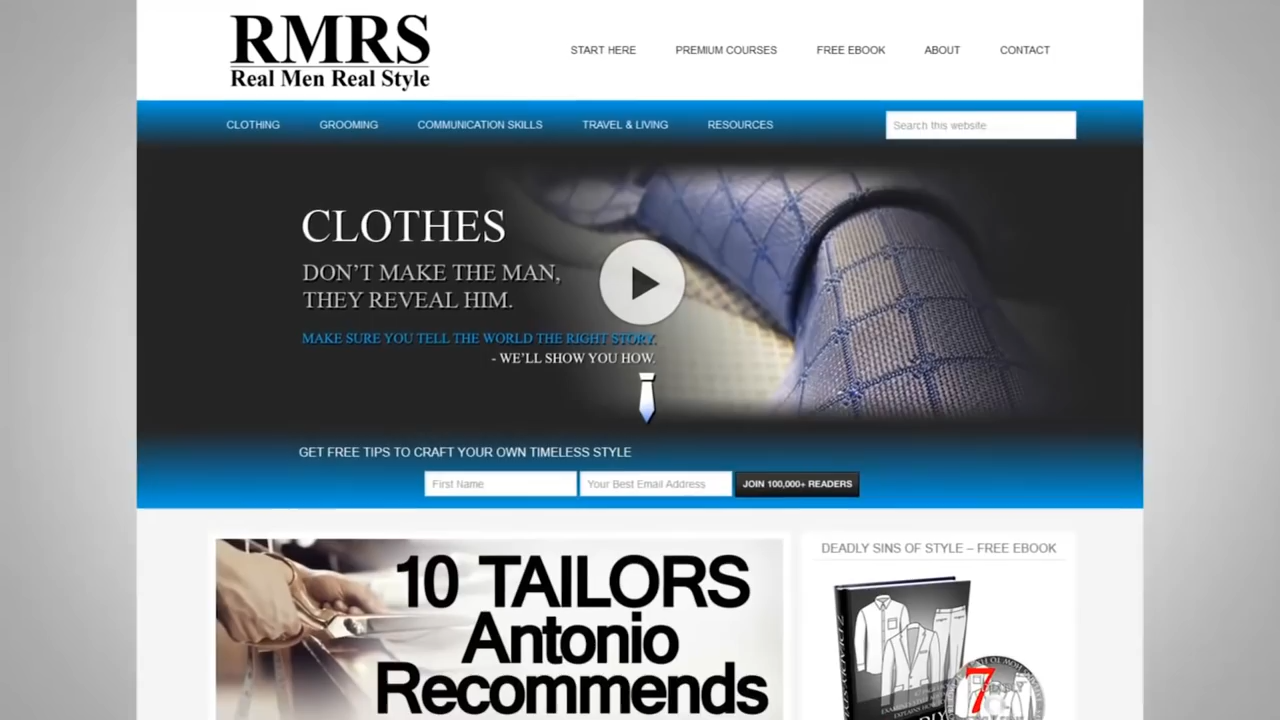 RMRS
Real Men Real Style
START HERE PREMIUM COURSES FREE EBOOK ABOUT CONTACT
CLOTHING GROOMING COMMUNICATION SKILLS TRAVEL & LIVING RESOURCES Search this website
CLOTHES
DON'T MAKE THE MAN,
THEY REVEAL HIM.
MAKE SURE YOU TELL THE WORLD THE RIGHT STORY.
- WE'LL SHOW YOU HOW.
GET FREE TIPS TO CRAFT YOUR OWN TIMELESS STYLE
First Name Your Best Email Address JOIN 100,000+ READERS
10 TAILORS
Antonio
Recommends
DEADLY SINS OF STYLE – FREE EBOOK
7